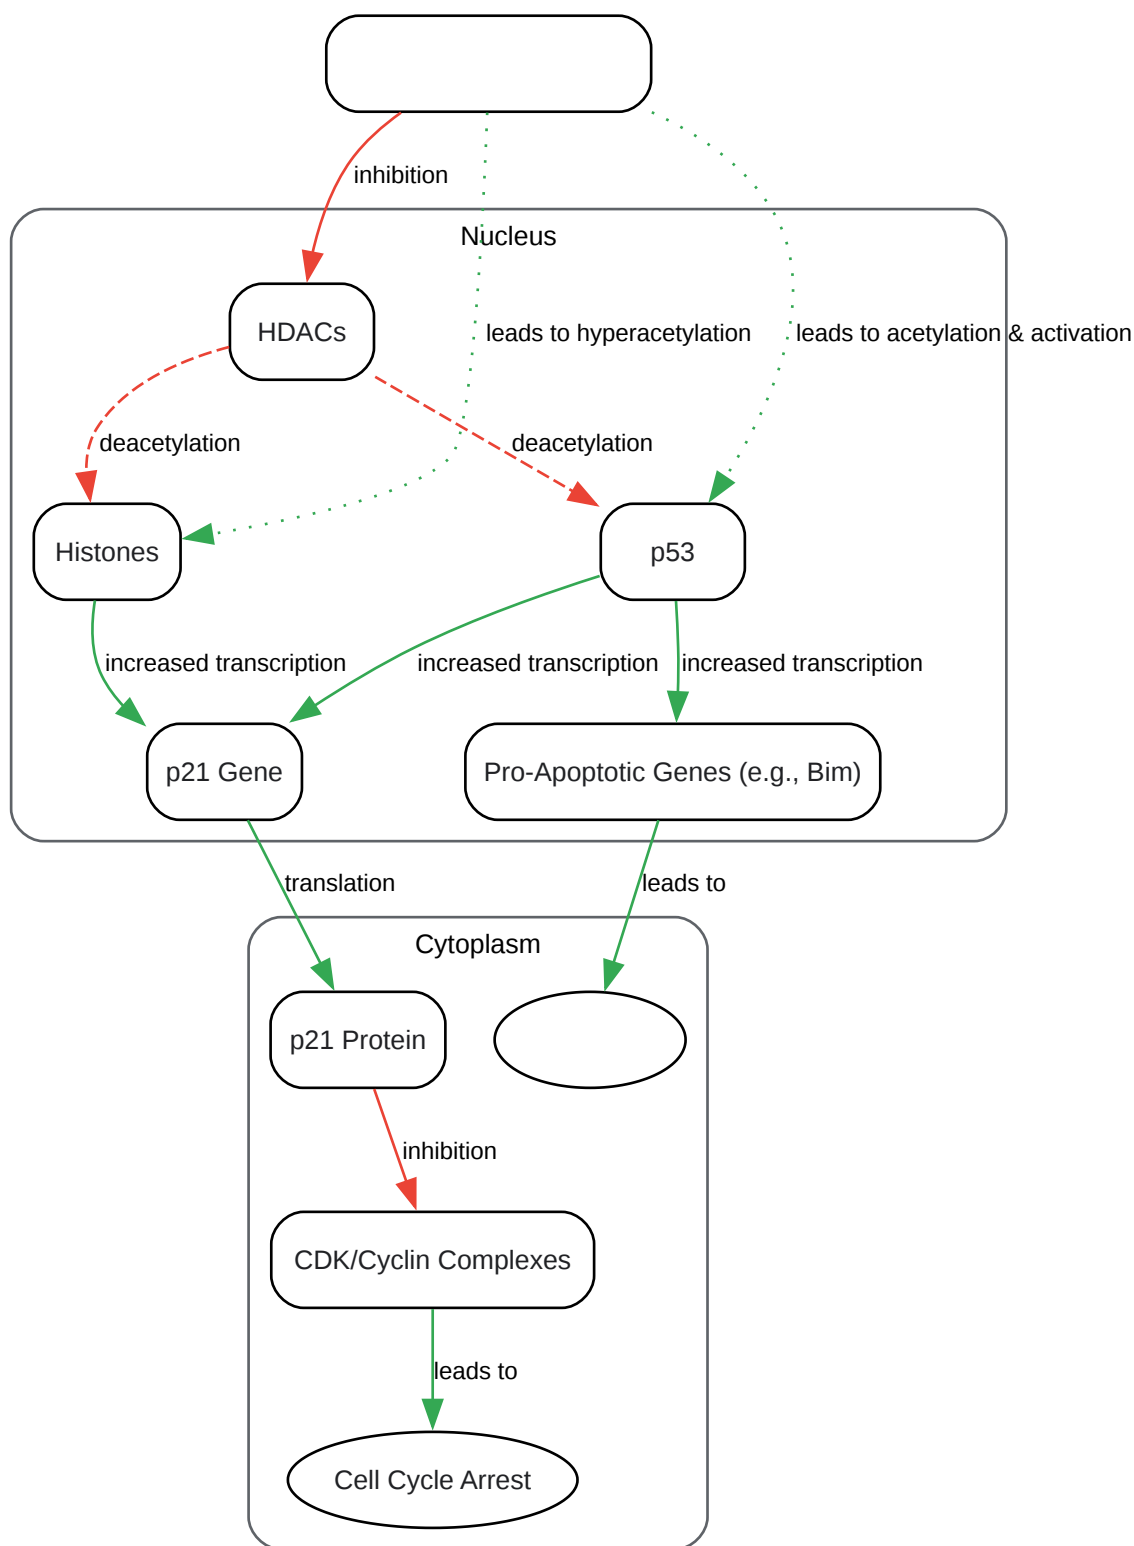 inhibition
Nucleus
HDACs
leads to hyperacetylation
leads to acetylation & activation
deacetylation
deacetylation
Histones
p53
increased transcription
increased transcription
increased transcription
p21 Gene
Pro-Apoptotic Genes (e.g., Bim)
translation
leads to
Cytoplasm
p21 Protein
inhibition
CDK/Cyclin Complexes
leads to
Cell Cycle Arrest